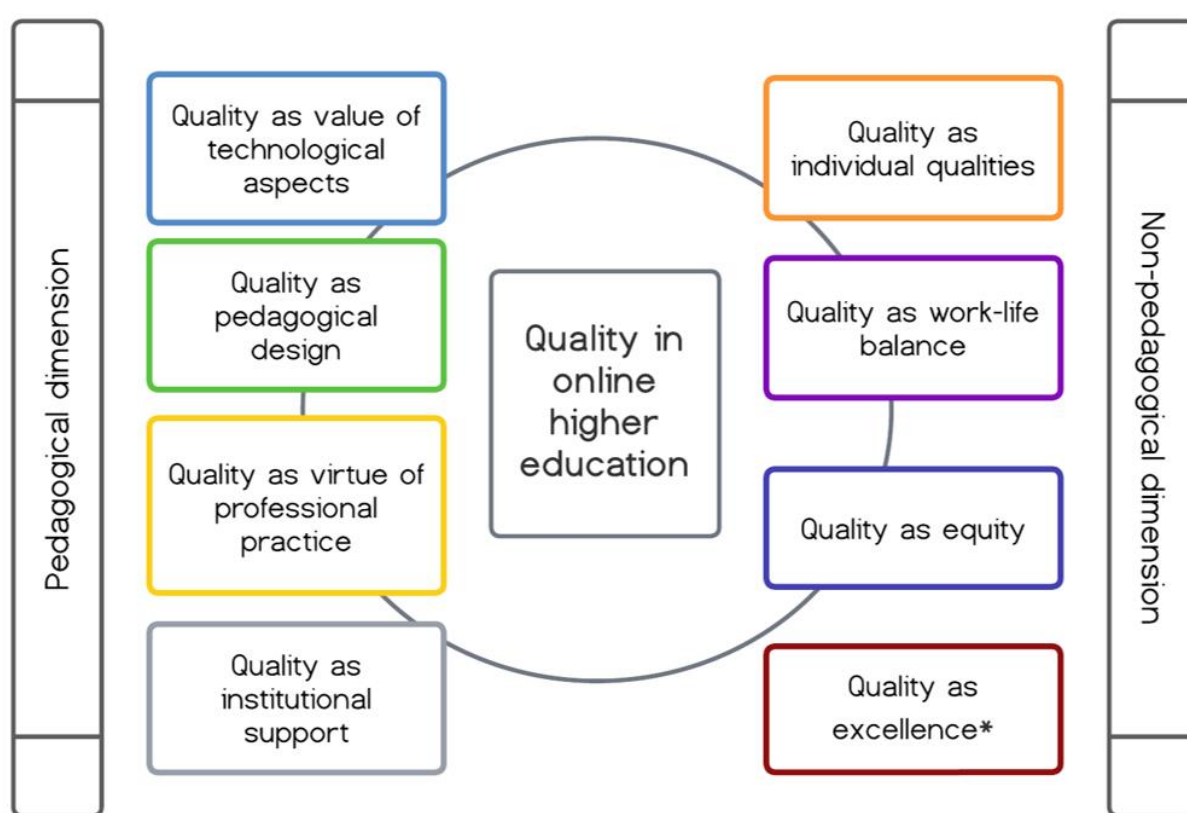 Pedagogical dimension
Quality as value of
technological
aspects
Quality as
pedagogical
design
Quality as virtue of
professional
practice
Quality as
institutional
support
Quality in
online
higher
education
Quality as
individual qualities
Quality as work-life
balance
Quality as equity
Quality as
excellence*
Non-pedagogical dimension